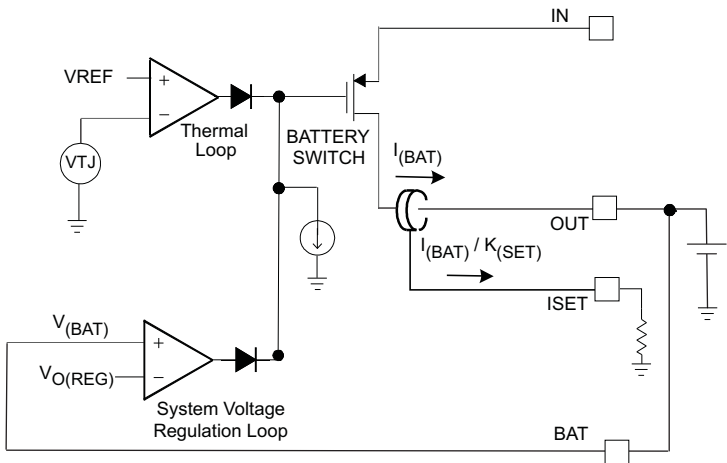 IN
VREF
+
−
Thermal
Loop
BATTERY
SWITCH
VTJ
I(BAT)
OUT
I(BAT) / K(SET)
ISET
V(BAT)
+
VO(REG)
−
System Voltage
Regulation Loop
BAT